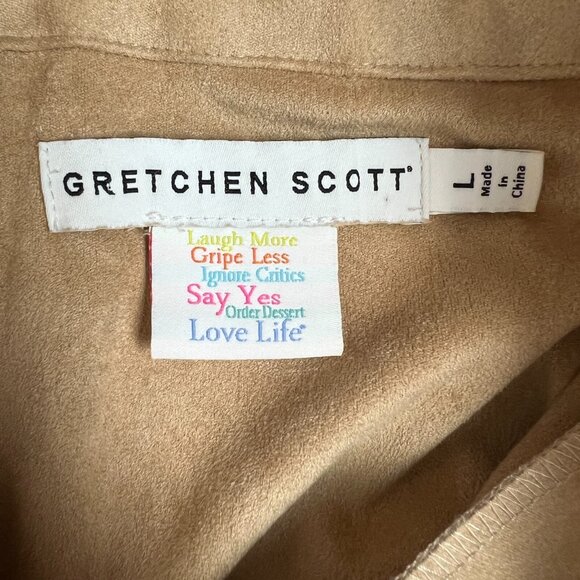 GRETCHEN SCOTT®
L
Made
in
China
Laugh More
Gripe Less
Ignore Critics
Say Yes
Order Dessert
Love Life®